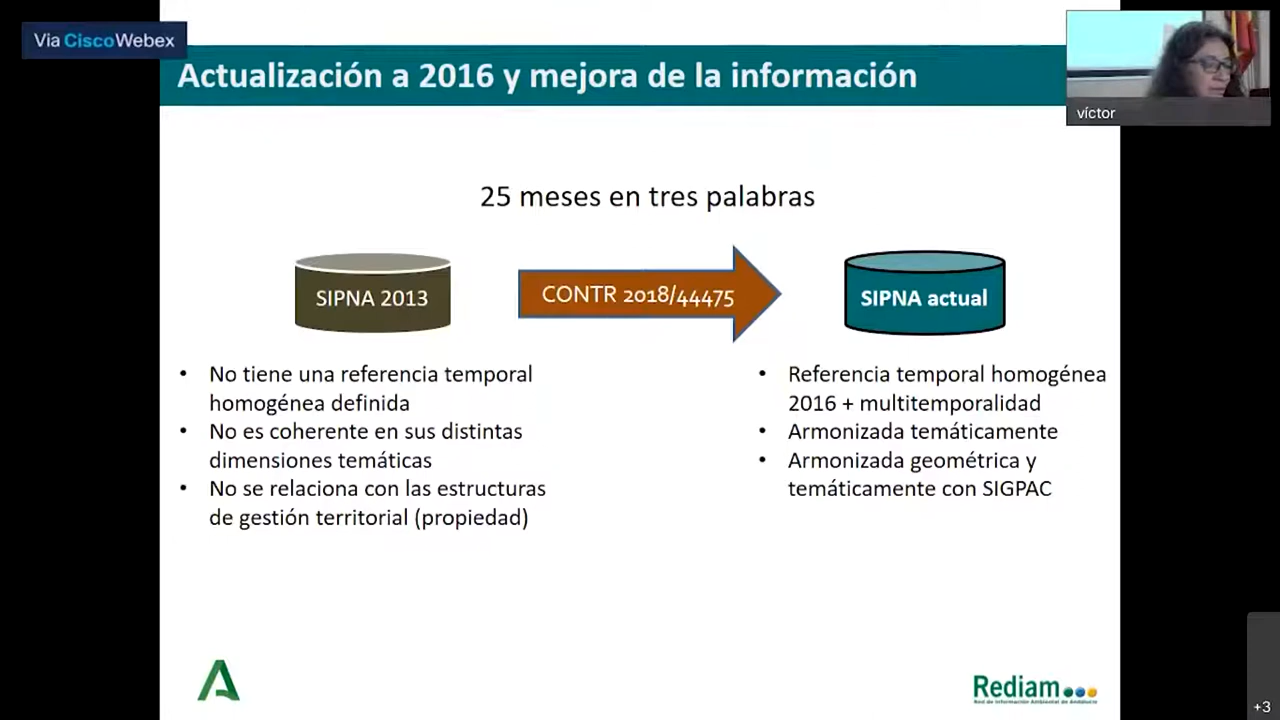 Via CiscoWebex
Actualización a 2016 y mejora de la información
víctor
25 meses en tres palabras
SIPNA 2013
CONTR 2018/44475
SIPNA actual
• No tiene una referencia temporal
homogénea definida
• No es coherente en sus distintas
dimensiones temáticas
• No se relaciona con las estructuras
de gestión territorial (propiedad)
• Referencia temporal homogénea
2016 + multitemporalidad
• Armonizada temáticamente
• Armonizada geométrica y
temáticamente con SIGPAC
Rediam
Red de Información Ambiental de Andalucía
+3